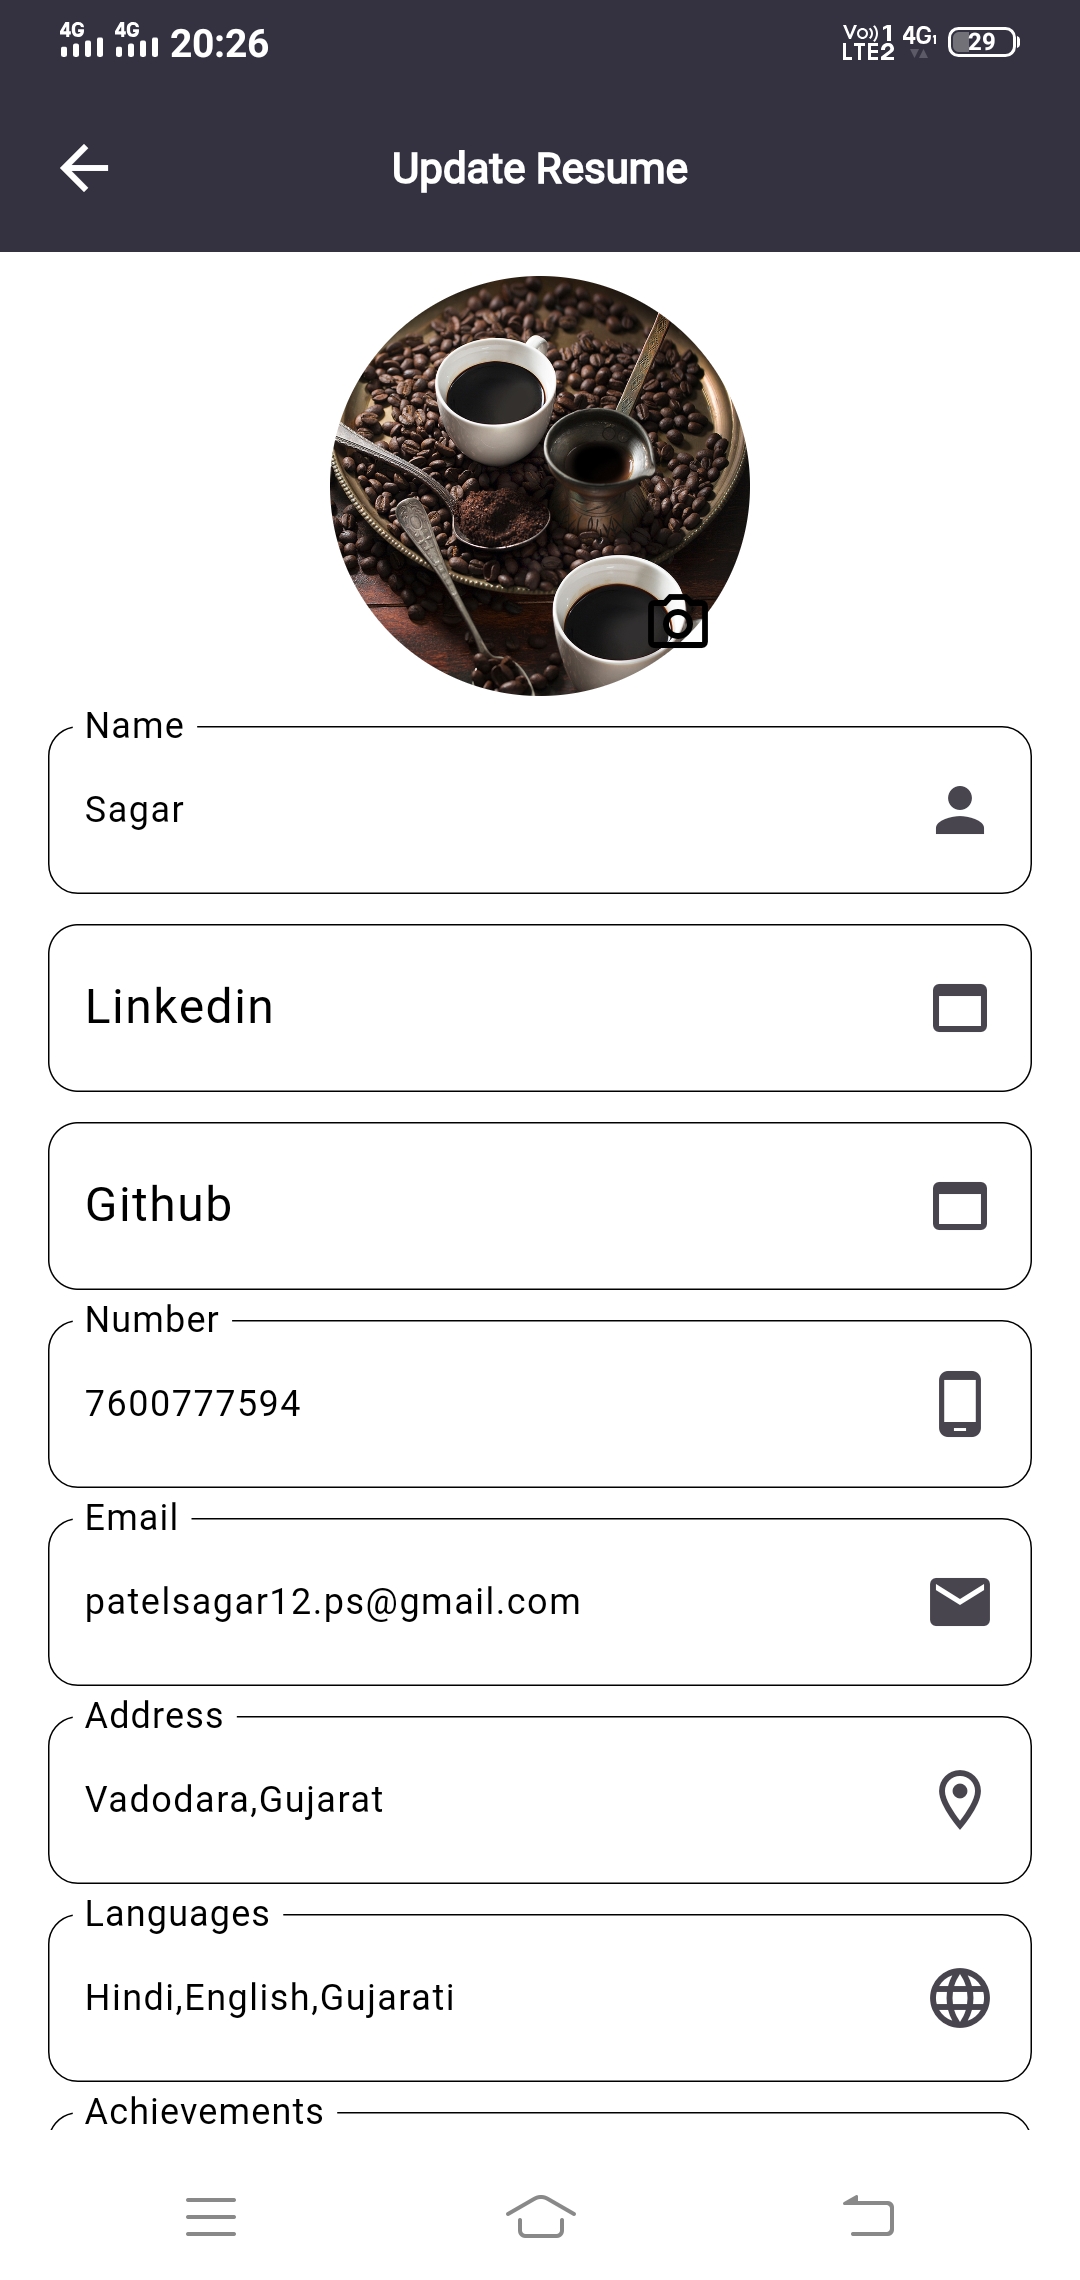 4G 4G 20:26 Vo)) 1 LTE2 4G1 29
Update Resume
Name
Sagar
Linkedin
Github
Number
7600777594
Email
patelsagar12.ps@gmail.com
Address
Vadodara,Gujarat
Languages
Hindi,English,Gujarati
Achievements